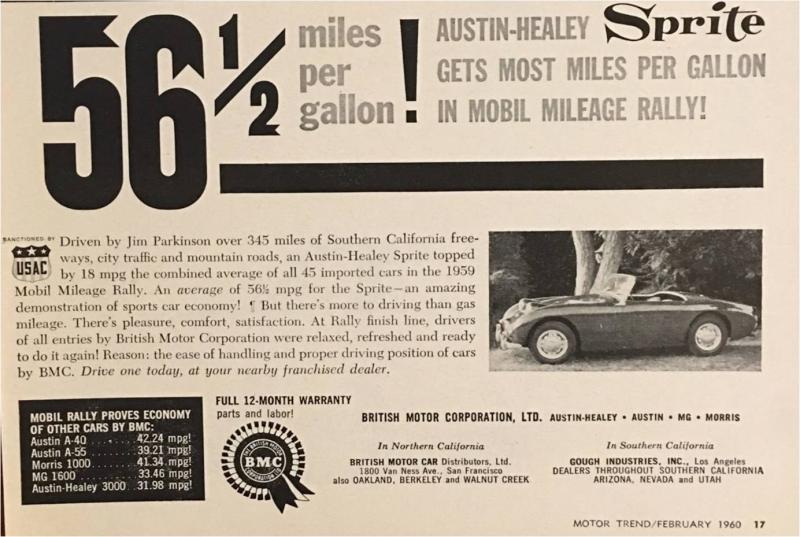 56 1/2 miles per gallon!
AUSTIN-HEALEY Sprite
GETS MOST MILES PER GALLON
IN MOBIL MILEAGE RALLY!
SANCTIONED BY
USAC
Driven by Jim Parkinson over 345 miles of Southern California free-
ways, city traffic and mountain roads, an Austin-Healey Sprite topped
by 18 mpg the combined average of all 45 imported cars in the 1959
Mobil Mileage Rally. An average of 56½ mpg for the Sprite—an amazing
demonstration of sports car economy! ¶ But there's more to driving than gas
mileage. There's pleasure, comfort, satisfaction. At Rally finish line, drivers
of all entries by British Motor Corporation were relaxed, refreshed and ready
to do it again! Reason: the ease of handling and proper driving position of cars
by BMC. Drive one today, at your nearby franchised dealer.
MOBIL RALLY PROVES ECONOMY
OF OTHER CARS BY BMC:
Austin A-40 ..... 42.24 mpg!
Austin A-55 ..... 39.21 mpg!
Morris 1000 ..... 41.34 mpg!
MG 1600 ..... 33.46 mpg!
Austin-Healey 3000 .. 31.98 mpg!
FULL 12-MONTH WARRANTY
parts and labor!
THE BRITISH MOTOR
BMC
CORPORATION LTD
BRITISH MOTOR CORPORATION, LTD. AUSTIN-HEALEY • AUSTIN • MG • MORRIS
In Northern California
BRITISH MOTOR CAR Distributors, Ltd.
1800 Van Ness Ave., San Francisco
also OAKLAND, BERKELEY and WALNUT CREEK
In Southern California
GOUGH INDUSTRIES, INC., Los Angeles
DEALERS THROUGHOUT SOUTHERN CALIFORNIA
ARIZONA, NEVADA and UTAH
MOTOR TREND/FEBRUARY 1960 17